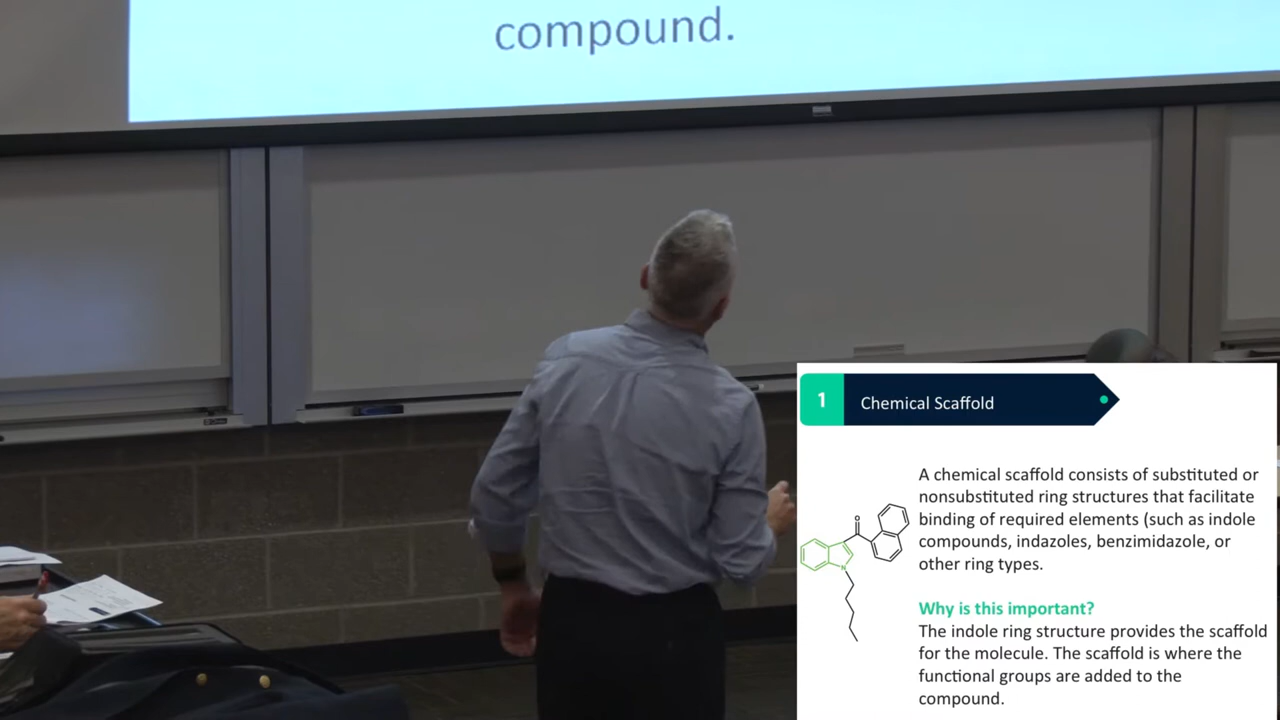 compound.
1
Chemical Scaffold
A chemical scaffold consists of substituted or
nonsubstituted ring structures that facilitate
binding of required elements (such as indole
compounds, indazoles, benzimidazole, or
other ring types.
O
N
Why is this important?
The indole ring structure provides the scaffold
for the molecule. The scaffold is where the
functional groups are added to the
compound.